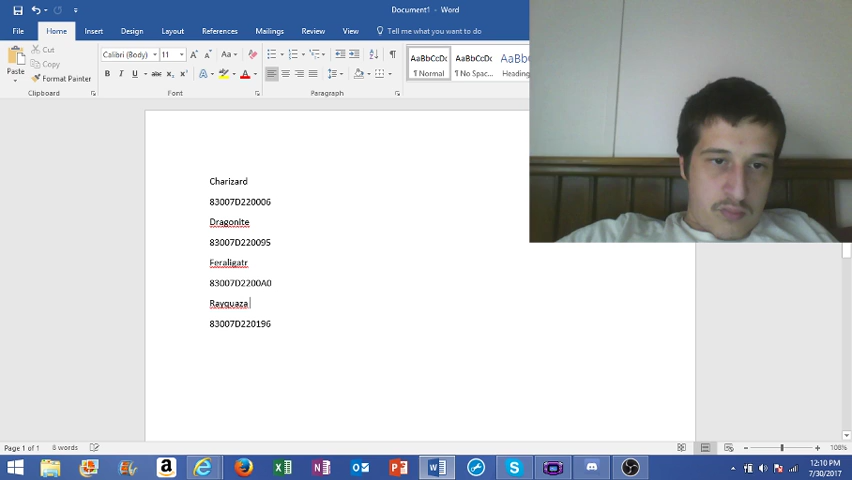 Document1 - Word
File Home Insert Design Layout References Mailings Review View Tell me what you want to do
Cut
Copy
Format Painter
Paste
Calibri (Body) 11
AaBbCcDc AaBbCcDc AaBbC
¶ Normal ¶ No Spac... Heading
Clipboard Font Paragraph
Charizard
83007D220006
Dragonite
83007D220095
Feraligatr
83007D2200A0
Rayquaza
83007D220196
Page 1 of 1 8 words 108%
12:10 PM
7/30/2017